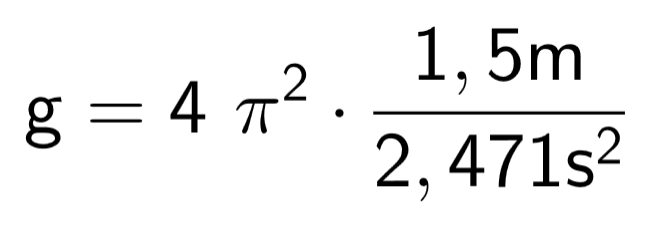 g = 4 π² · 1,5m / 2,471s²